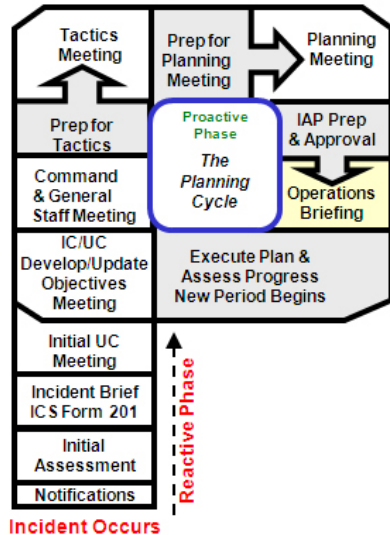 Tactics
Meeting
Prep for
Planning
Meeting
Planning
Meeting
Prep for
Tactics
Proactive
Phase
The
Planning
Cycle
IAP Prep
& Approval
Command
& General
Staff Meeting
Operations
Briefing
IC/UC
Develop/Update
Objectives
Meeting
Execute Plan &
Assess Progress
New Period Begins
Initial UC
Meeting
Incident Brief
ICS Form 201
Initial
Assessment
Notifications
Reactive Phase
Incident Occurs